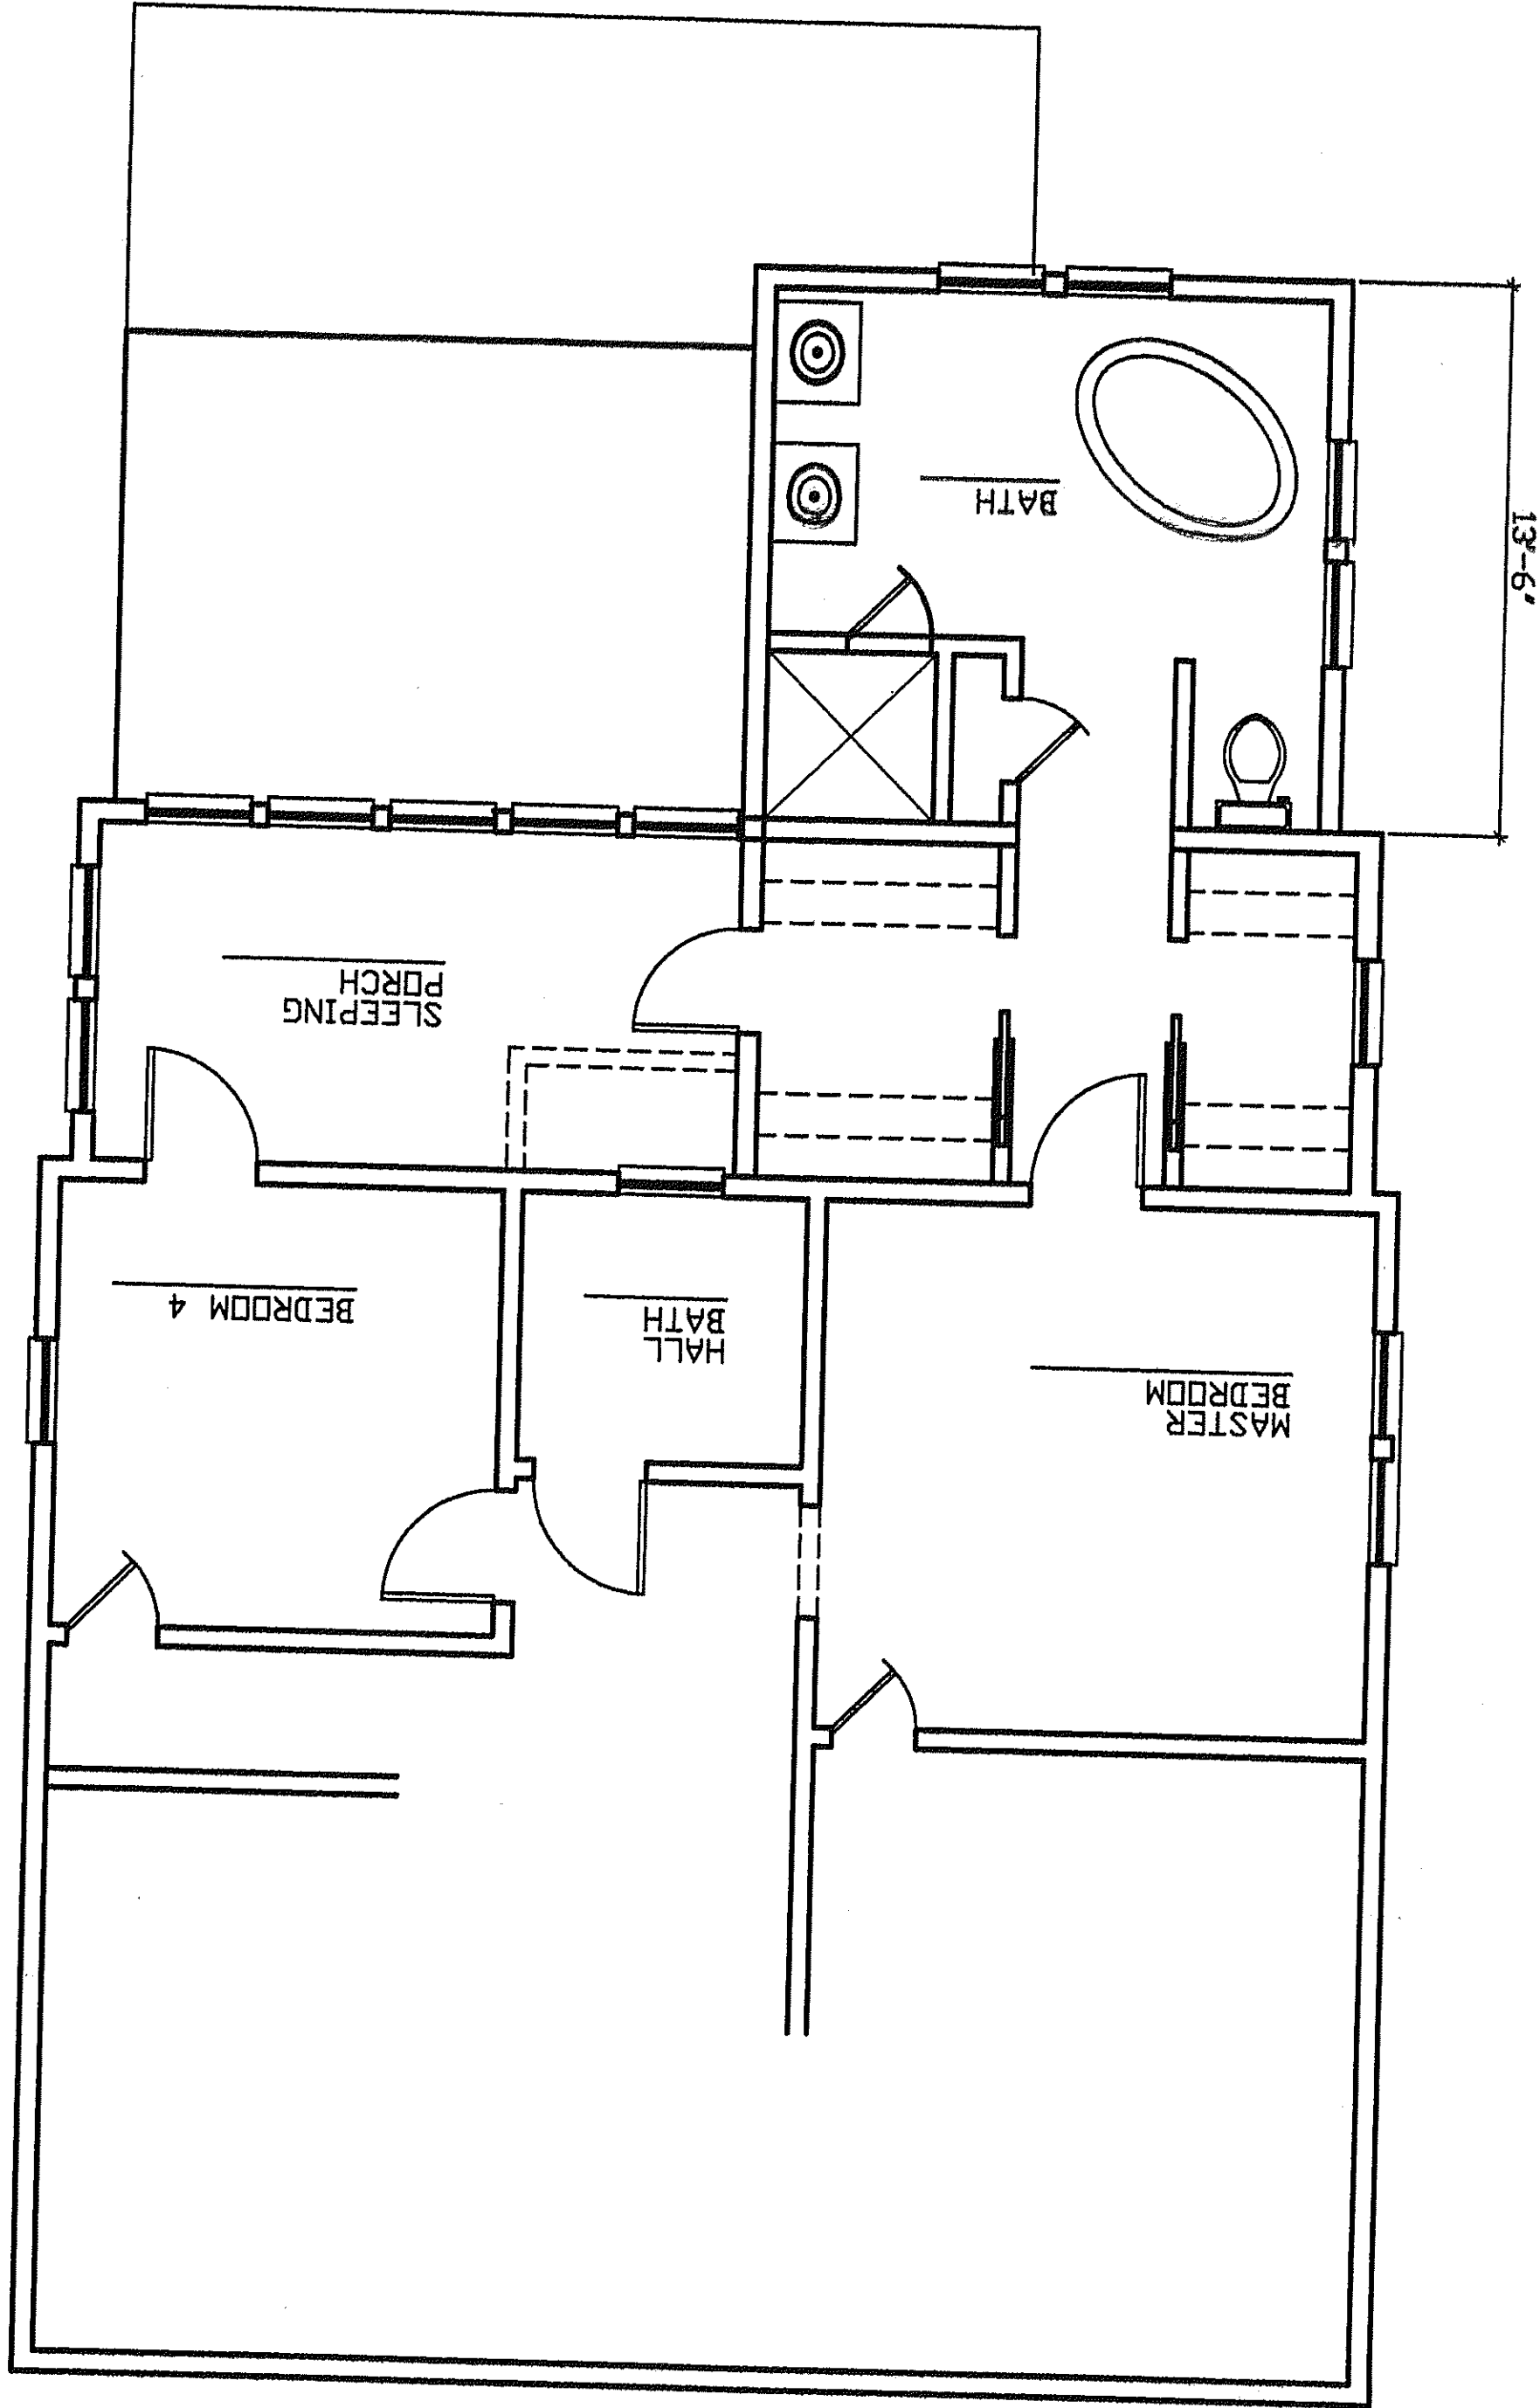 MASTER
BEDROOM
HALL
BATH
BEDROOM 4
SLEEPING
PORCH
BATH
13'-6"